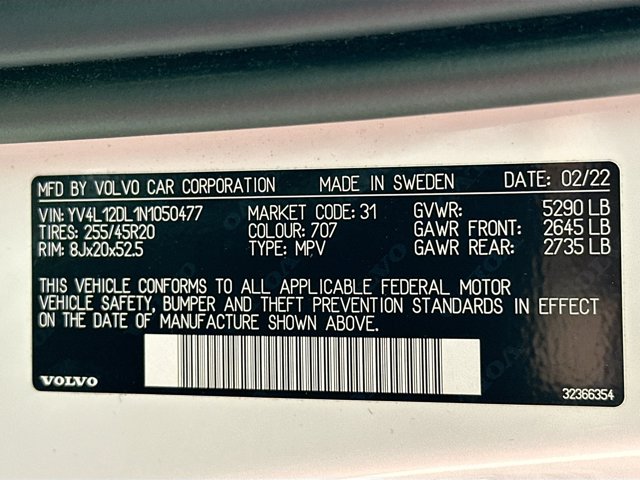 MFD BY VOLVO CAR CORPORATION MADE IN SWEDEN DATE: 02/22
VIN: YV4L12DL1N1050477 MARKET CODE: 31 GVWR: 5290 LB
TIRES: 255/45R20 COLOUR: 707 GAWR FRONT: 2645 LB
RIM: 8Jx20x52.5 TYPE: MPV GAWR REAR: 2735 LB
THIS VEHICLE CONFORMS TO ALL APPLICABLE FEDERAL MOTOR
VEHICLE SAFETY, BUMPER AND THEFT PREVENTION STANDARDS IN EFFECT
ON THE DATE OF MANUFACTURE SHOWN ABOVE.
VOLVO 32366354